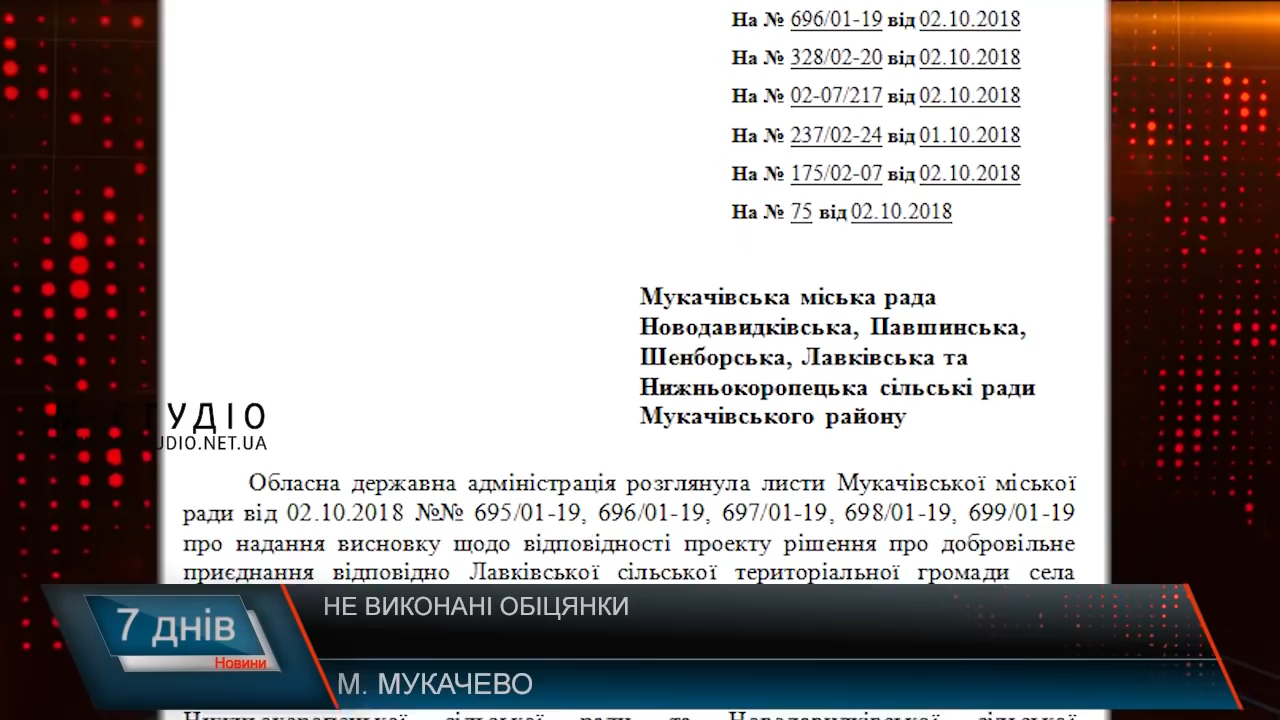 На № 696/01-19 від 02.10.2018
На № 328/02-20 від 02.10.2018
На № 02-07/217 від 02.10.2018
На № 237/02-24 від 01.10.2018
На № 175/02-07 від 02.10.2018
На № 75 від 02.10.2018
Мукачівська міська рада
Новодавидківська, Павшинська,
Шенборська, Лавківська та
Нижньокоропецька сільські ради
Мукачівського району
СТУДІО
UDIO.NET.UA
Обласна державна адміністрація розглянула листи Мукачівської міської
ради від 02.10.2018 №№ 695/01-19, 696/01-19, 697/01-19, 698/01-19, 699/01-19
про надання висновку щодо відповідності проекту рішення про добровільне
приєднання відповідно Лавківської сільської територіальної громади села
7 днів
Новини
НЕ ВИКОНАНІ ОБІЦЯНКИ
М. МУКАЧЕВО